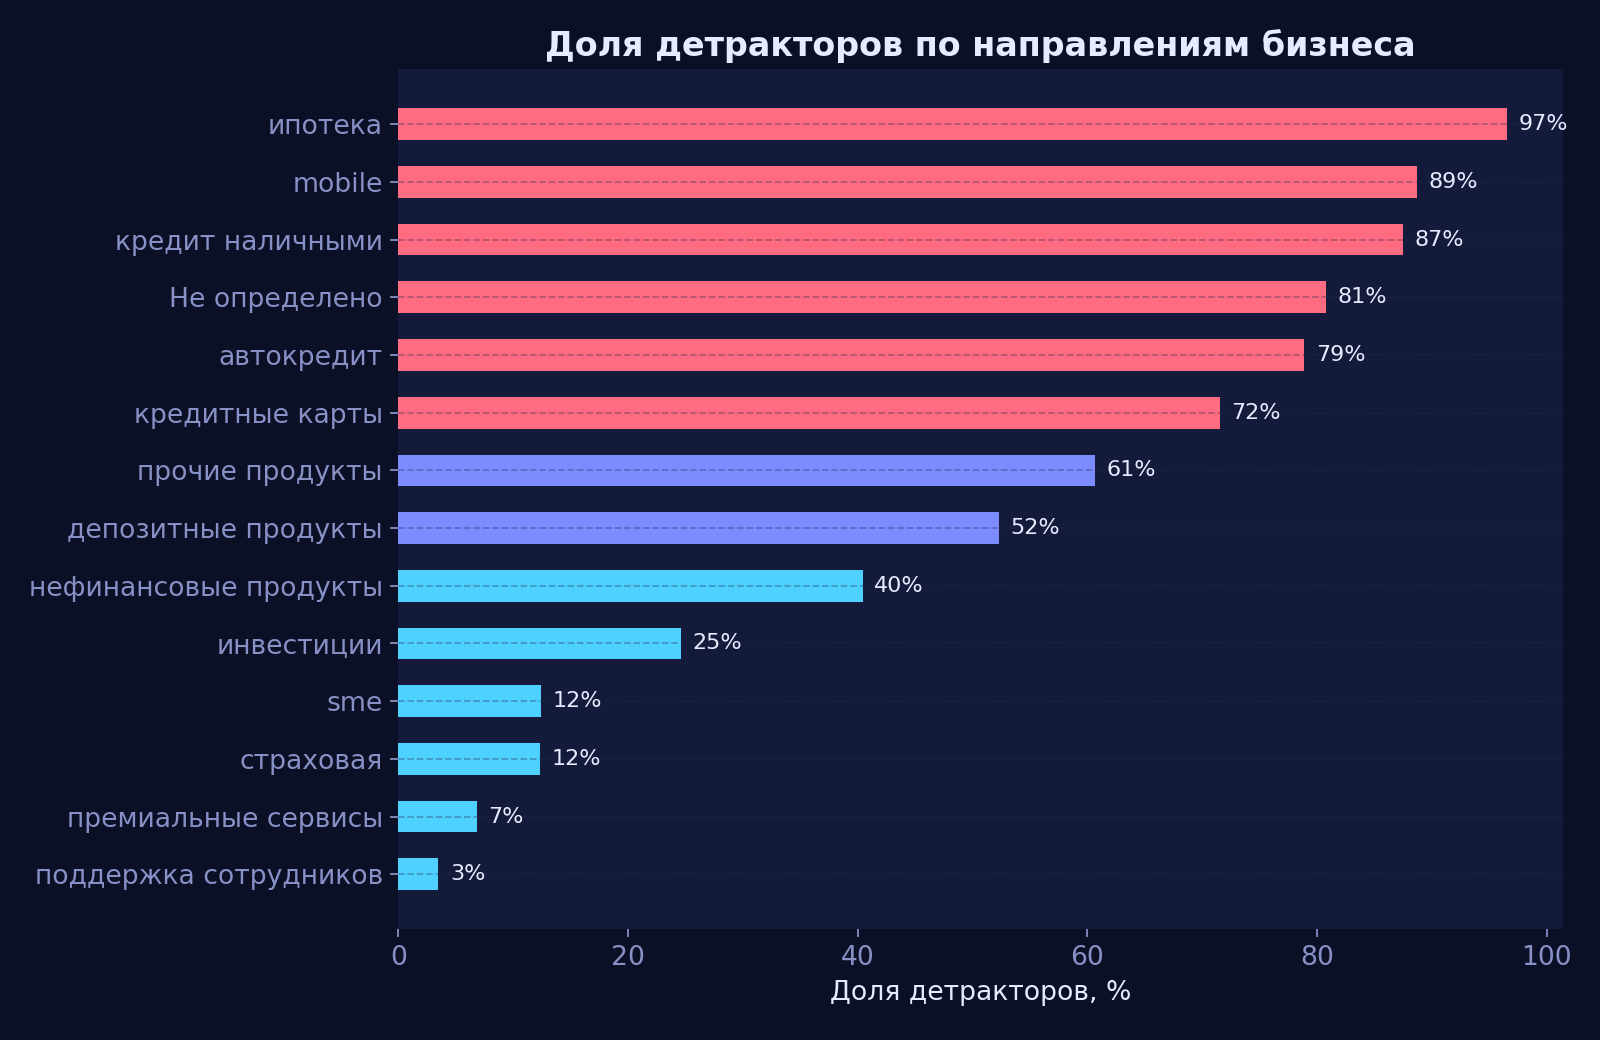 Доля детракторов по направлениям бизнеса
ипотека 97%
mobile 89%
кредит наличными 87%
Не определено 81%
автокредит 79%
кредитные карты 72%
прочие продукты 61%
депозитные продукты 52%
нефинансовые продукты 40%
инвестиции 25%
sme 12%
страховая 12%
премиальные сервисы 7%
поддержка сотрудников 3%
0 20 40 60 80 100
Доля детракторов, %